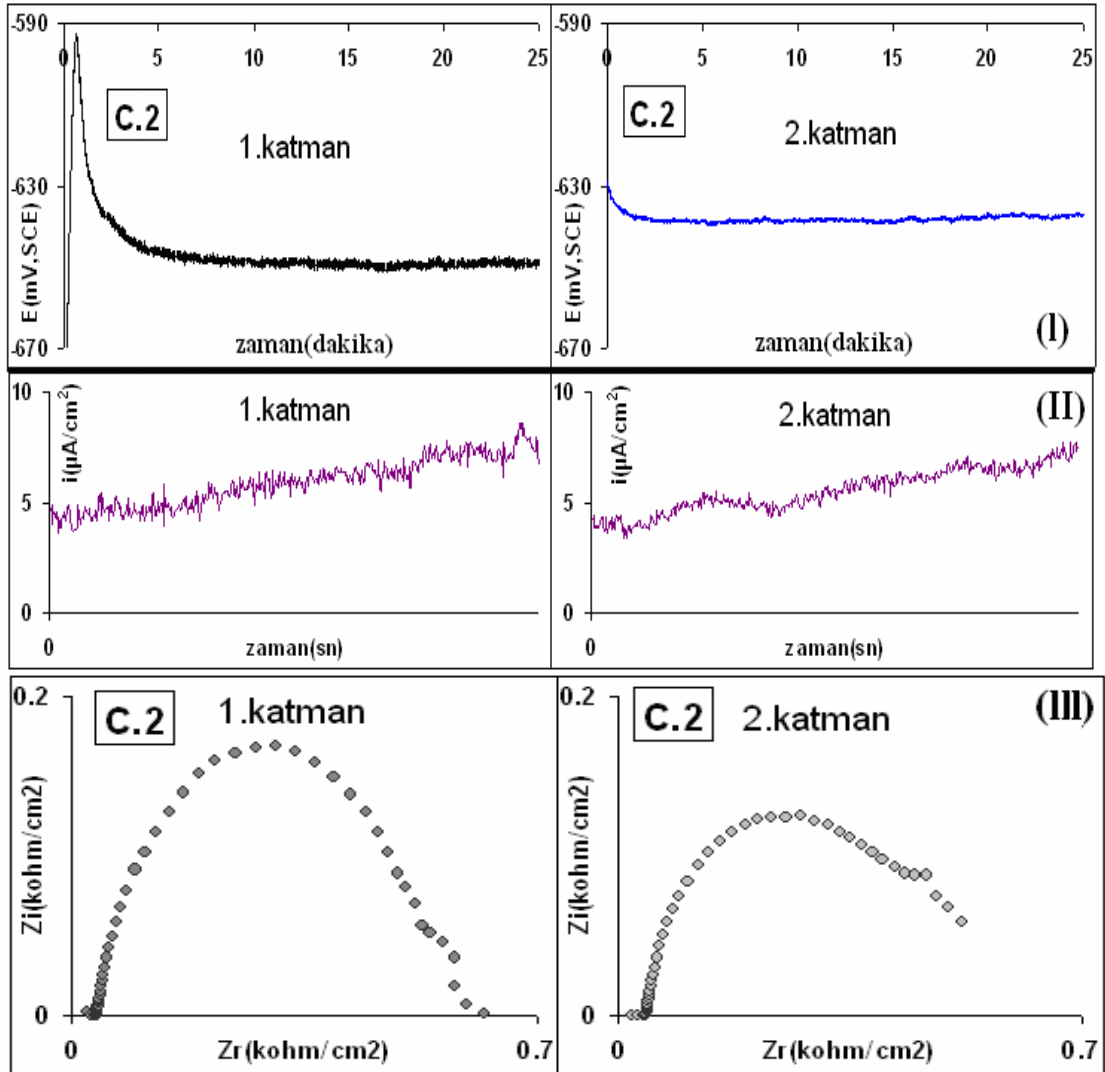 -590
0
5
10
15
20
25
C.2
1.katman
-630
E(mV,SCE)
-670
zaman(dakika)
-590
0
5
10
15
20
25
C.2
2.katman
-630
E(mV,SCE)
-670
zaman(dakika)
(I)
10
i(µA/cm²)
1.katman
5
0
0
zaman(sn)
10
i(µA/cm²)
2.katman
(II)
5
0
0
zaman(sn)
0.2
C.2
1.katman
Zi(kohm/cm2)
0
0
Zr(kohm/cm2)
0.7
0.2
C.2
2.katman
(III)
Zi(kohm/cm2)
0
0
Zr(kohm/cm2)
0.7